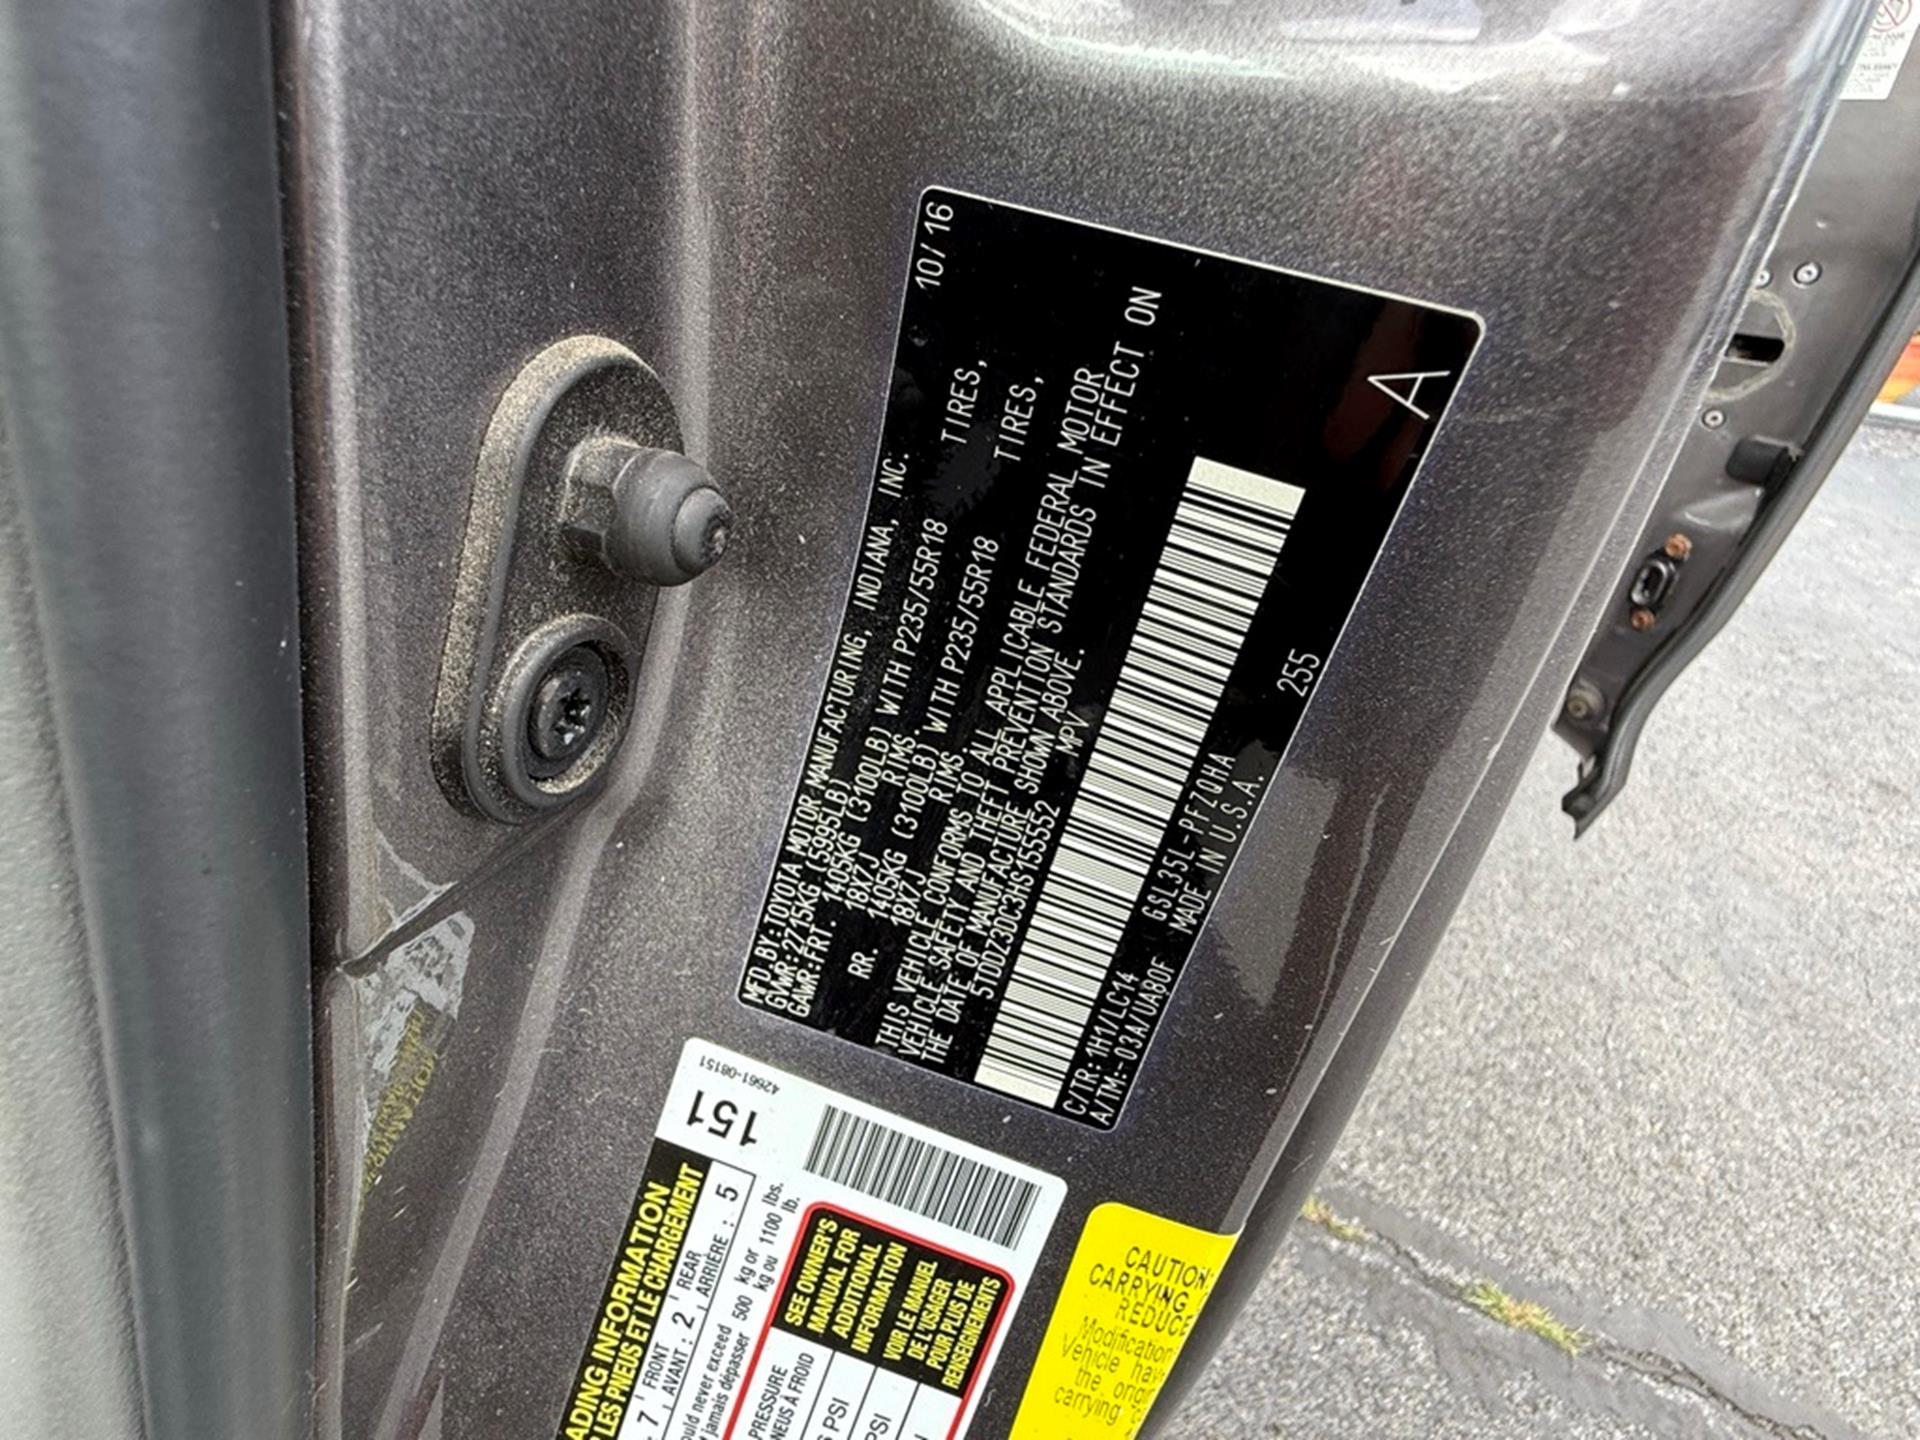 10/16
MFD.BY:TOYOTA MOTOR MANUFACTURING, INDIANA, INC.
GVWR:2715KG (5995LB)
GAWR:FRT. 1405KG (3100LB) WITH P235/55R18 TIRES,
18X7J RIMS.
RR. 1405KG (3100LB) WITH P235/55R18 TIRES,
18X7J RIMS.
THIS VEHICLE CONFORMS TO ALL APPLICABLE FEDERAL MOTOR
VEHICLE SAFETY AND THEFT PREVENTION STANDARDS IN EFFECT ON
THE DATE OF MANUFACTURE SHOWN ABOVE.
5TDDZ3DC3HS155552 MPV
A
255
C/TR:1H1/LC14 GSL35L-PFZQHA
A/TM:-03A/UA80F MADE IN U.S.A.
42661-08151
151
ADING INFORMATION
LES PNEUS ET LE CHARGEMENT
7 FRONT AVANT : 2 REAR ARRIÈRE : 5
ould never exceed 500 kg or 1100 lbs.
jamais dépasser kg ou lb.
SEE OWNER'S
MANUAL FOR
ADDITIONAL
INFORMATION
VOIR LE MANUEL
DE L'USAGER
POUR PLUS DE
RENSEIGNEMENTS
PRESSURE
NEUS À FROID
PSI
PSI
CAUTION:
CARRYING
REDUCE
Modification
Vehicle hav
the origi
carrying